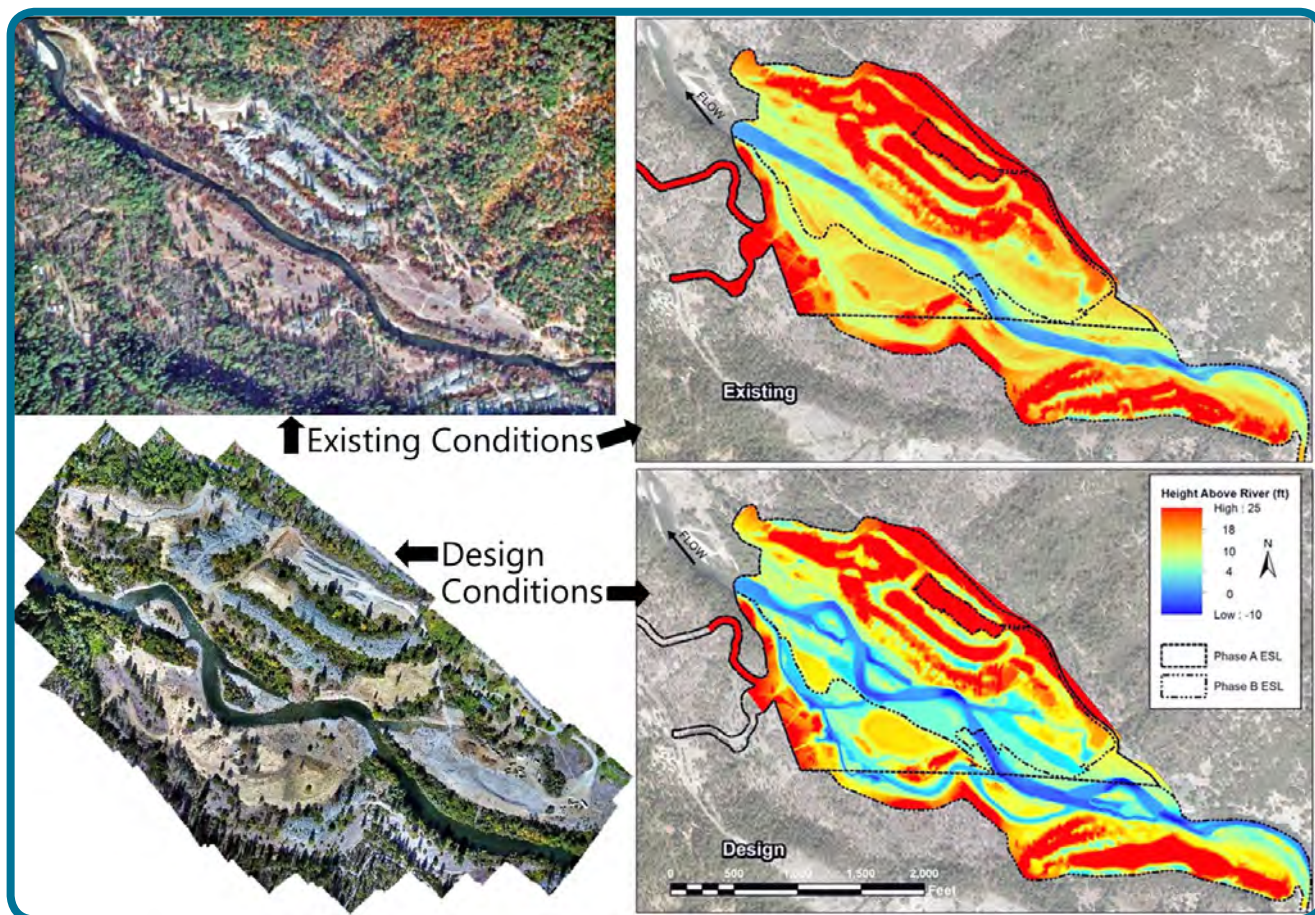 FLOW
Existing
Existing Conditions
Design
Conditions
FLOW
Height Above River (ft)
High : 25
18
10
4
0
Low : -10
N
Phase A ESL
Phase B ESL
Design
0 500 1,000 1,500 2,000
Feet